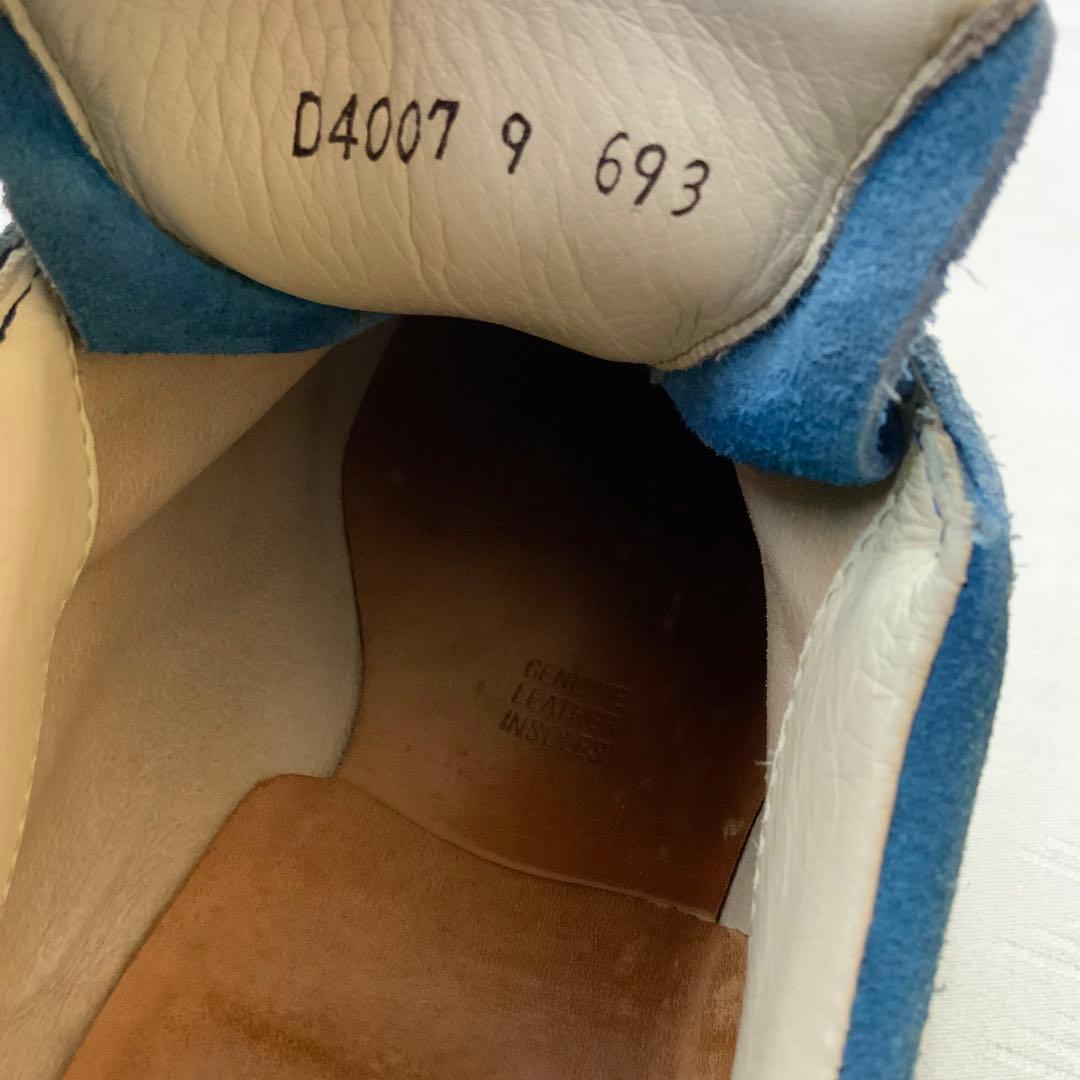 D4007 9 693
GENUINE
LEATHER
INSOLES